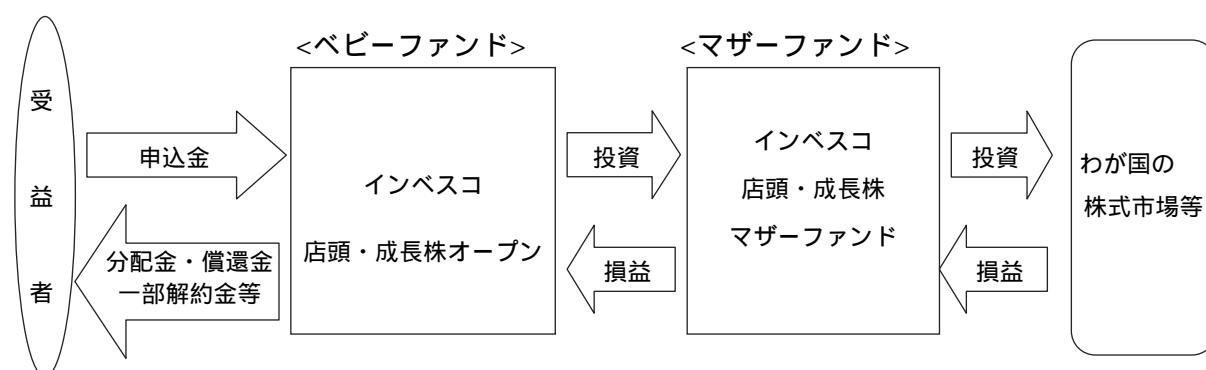 <ベビーファンド>
<マザーファンド>
受
益
者
申込金
分配金・償還金
一部解約金等
インベスコ
店頭・成長株オープン
投資
損益
インベスコ
店頭・成長株
マザーファンド
投資
損益
わが国の
株式市場等